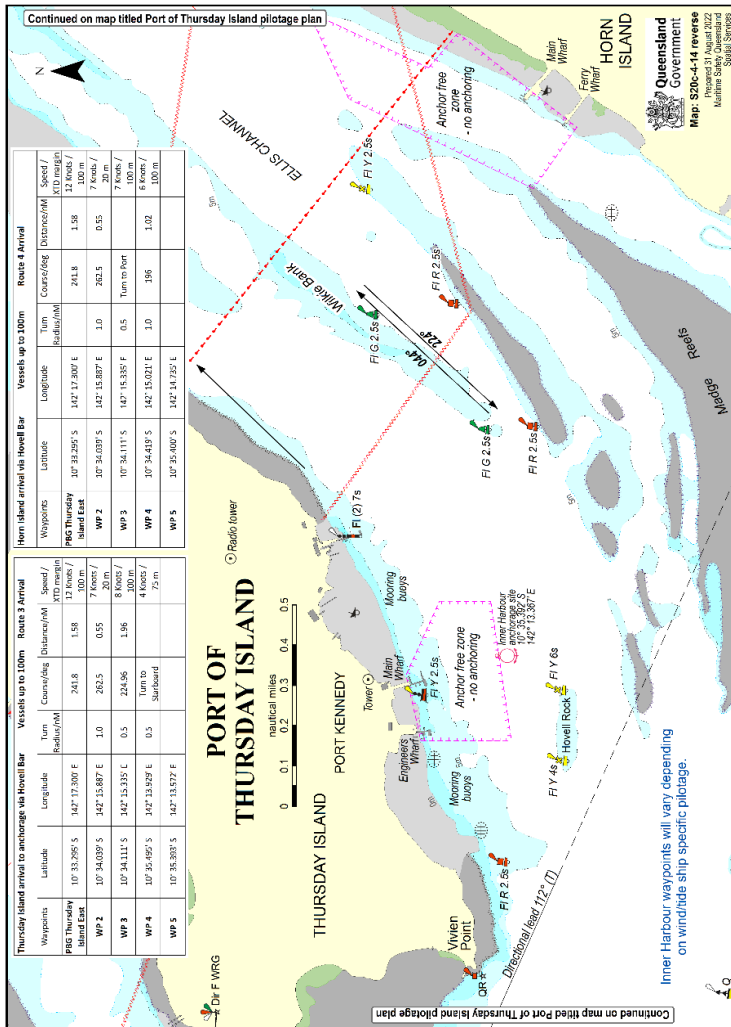 Continued on map titled Port of Thursday Island pilotage plan
Thursday Island arrival to anchorage via Hovell Bar Vessels up to 100m Route 3 Arrival
Waypoints Latitude Longitude Turn Radius/nM Course/deg Distance/nM Speed / XTD margin
PBG Thursday Island East 10° 33.295' S 142° 17.300' E 241.8 1.58 12 Knots / 100 m
WP 2 10° 34.039' S 142° 15.887' E 1.0 262.5 0.55 7 Knots / 20 m
WP 3 10° 34.111' S 142° 15.335' E 0.5 224.96 1.96 8 Knots / 100 m
WP 4 10° 35.495' S 142° 13.929' E 0.5 Turn to Starboard 4 Knots / 75 m
WP 5 10° 35.393' S 142° 13.572' E
Horn Island arrival via Hovell Bar Vessels up to 100m Route 4 Arrival
Waypoints Latitude Longitude Turn Radius/nM Course/deg Distance/nM Speed / XTD margin
PBG Thursday Island East 10° 33.295' S 142° 17.300' E 241.8 1.58 12 Knots / 100 m
WP 2 10° 34.039' S 142° 15.887' E 1.0 262.5 0.55 7 Knots / 20 m
WP 3 10° 34.111' S 142° 15.335' E 0.5 Turn to Port 7 Knots / 100 m
WP 4 10° 34.419' S 142° 15.021' E 1.0 196 1.02 6 Knots / 100 m
WP 5 10° 35.400' S 142° 14.735' E
N
PORT OF
THURSDAY ISLAND
nautical miles
0 0.1 0.2 0.3 0.4 0.5
Dir F WRG
THURSDAY ISLAND
PORT KENNEDY
Radio tower
Tower
Vivien
Point
QR
Engineers
Wharf
Main
Wharf
Mooring
buoys
Mooring
buoys
Fl (2) 7s
Fl Y 2.5s
Anchor free zone
- no anchoring
Inner Harbour
anchorage site
10° 35.392' S
142° 13.367' E
Fl R 2.5s
Fl Y 4s
Hovell Rock
Fl Y 6s
Directional lead 112° (T)
Q
ELLIS CHANNEL
Wilkie Bank
Fl G 2.5s
044°
224°
Fl G 2.5s
Fl R 2.5s
Fl R 2.5s
Fl Y 2.5s
5m
5m
5m
5m
5m
Madge Reefs
Anchor free
zone
- no anchoring
Main
Wharf
Ferry
Wharf
HORN
ISLAND
Inner Harbour waypoints will vary depending
on wind/tide ship specific pilotage.
Continued on map titled Port of Thursday Island pilotage plan
Queensland
Government
Map: S20c-4-14 reverse
Prepared 31 August 2022
Maritime Safety Queensland
Spatial Services